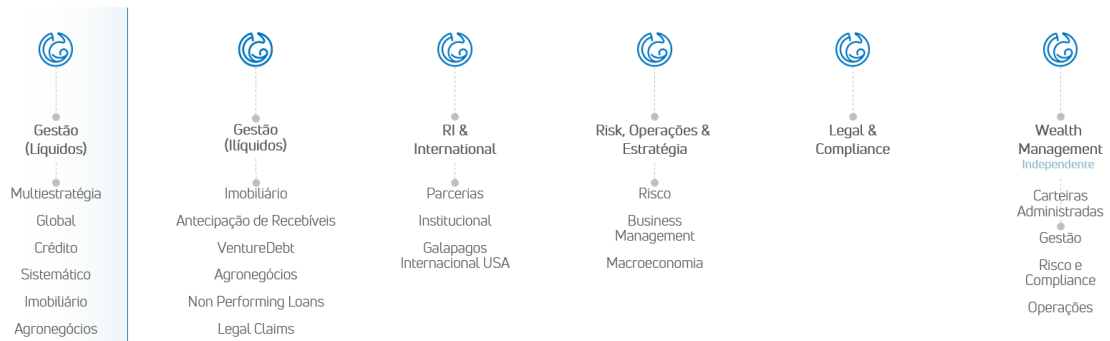 Gestão
(Líquidos)
Multiestratégia
Global
Crédito
Sistemático
Imobiliário
Agronegócios
Gestão
(Ilíquidos)
Imobiliário
Antecipação de Recebíveis
VentureDebt
Agronegócios
Non Performing Loans
Legal Claims
RI &
International
Parcerias
Institucional
Galapagos
Internacional USA
Risk, Operações &
Estratégia
Risco
Business
Management
Macroeconomia
Legal &
Compliance
Wealth
Management
Independente
Carteiras
Administradas
Gestão
Risco e
Compliance
Operações